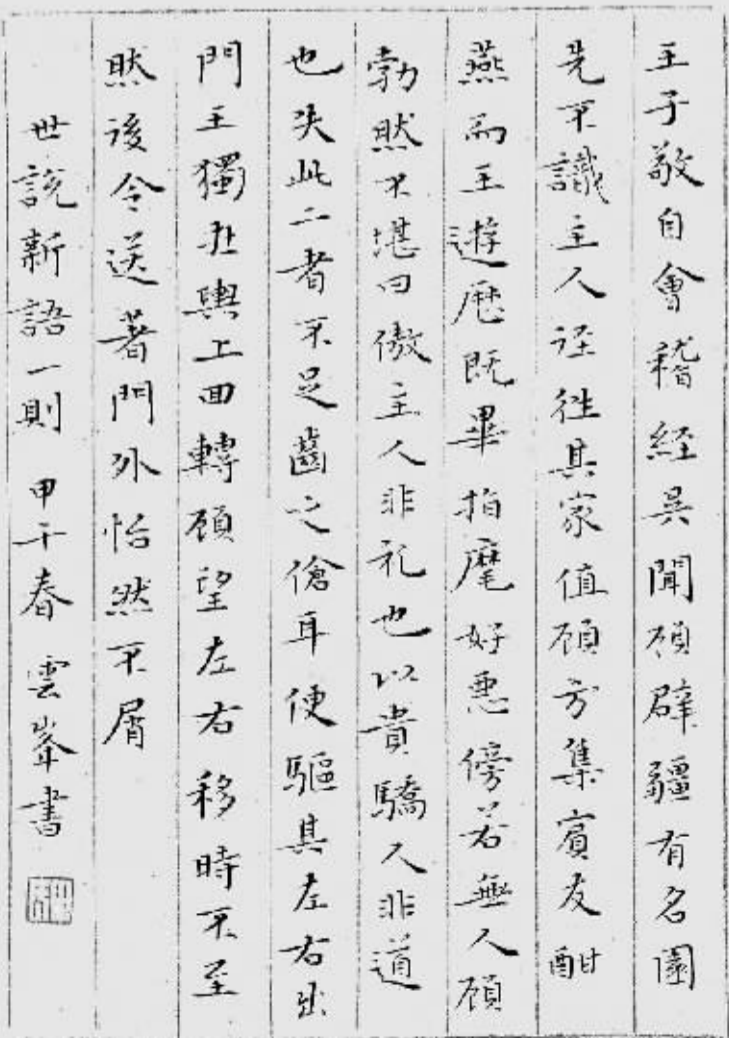 王子敬自會稽經吳聞顧辟疆有名園
先不識主人逕往其家值顧方集賓友酣
燕而王遊歷既畢指麾好惡傍若無人顧
勃然不堪曰傲主人非礼也以貴驕人非道
也失此二者不足齒之傖耳便驅其左右出
門王獨在輿上回轉顧望左右移時不至
然後令送著門外怡然不屑
世說新語一則 甲午春 雲峯書